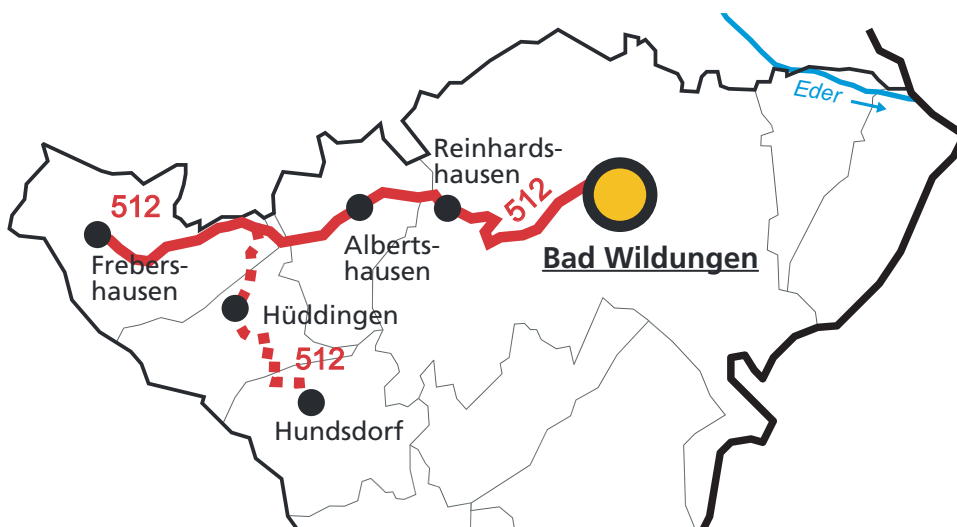 Eder
Reinhards-
hausen
512
512
Frebers-
hausen
Alberts-
hausen
Bad Wildungen
Hüddingen
512
Hundsdorf